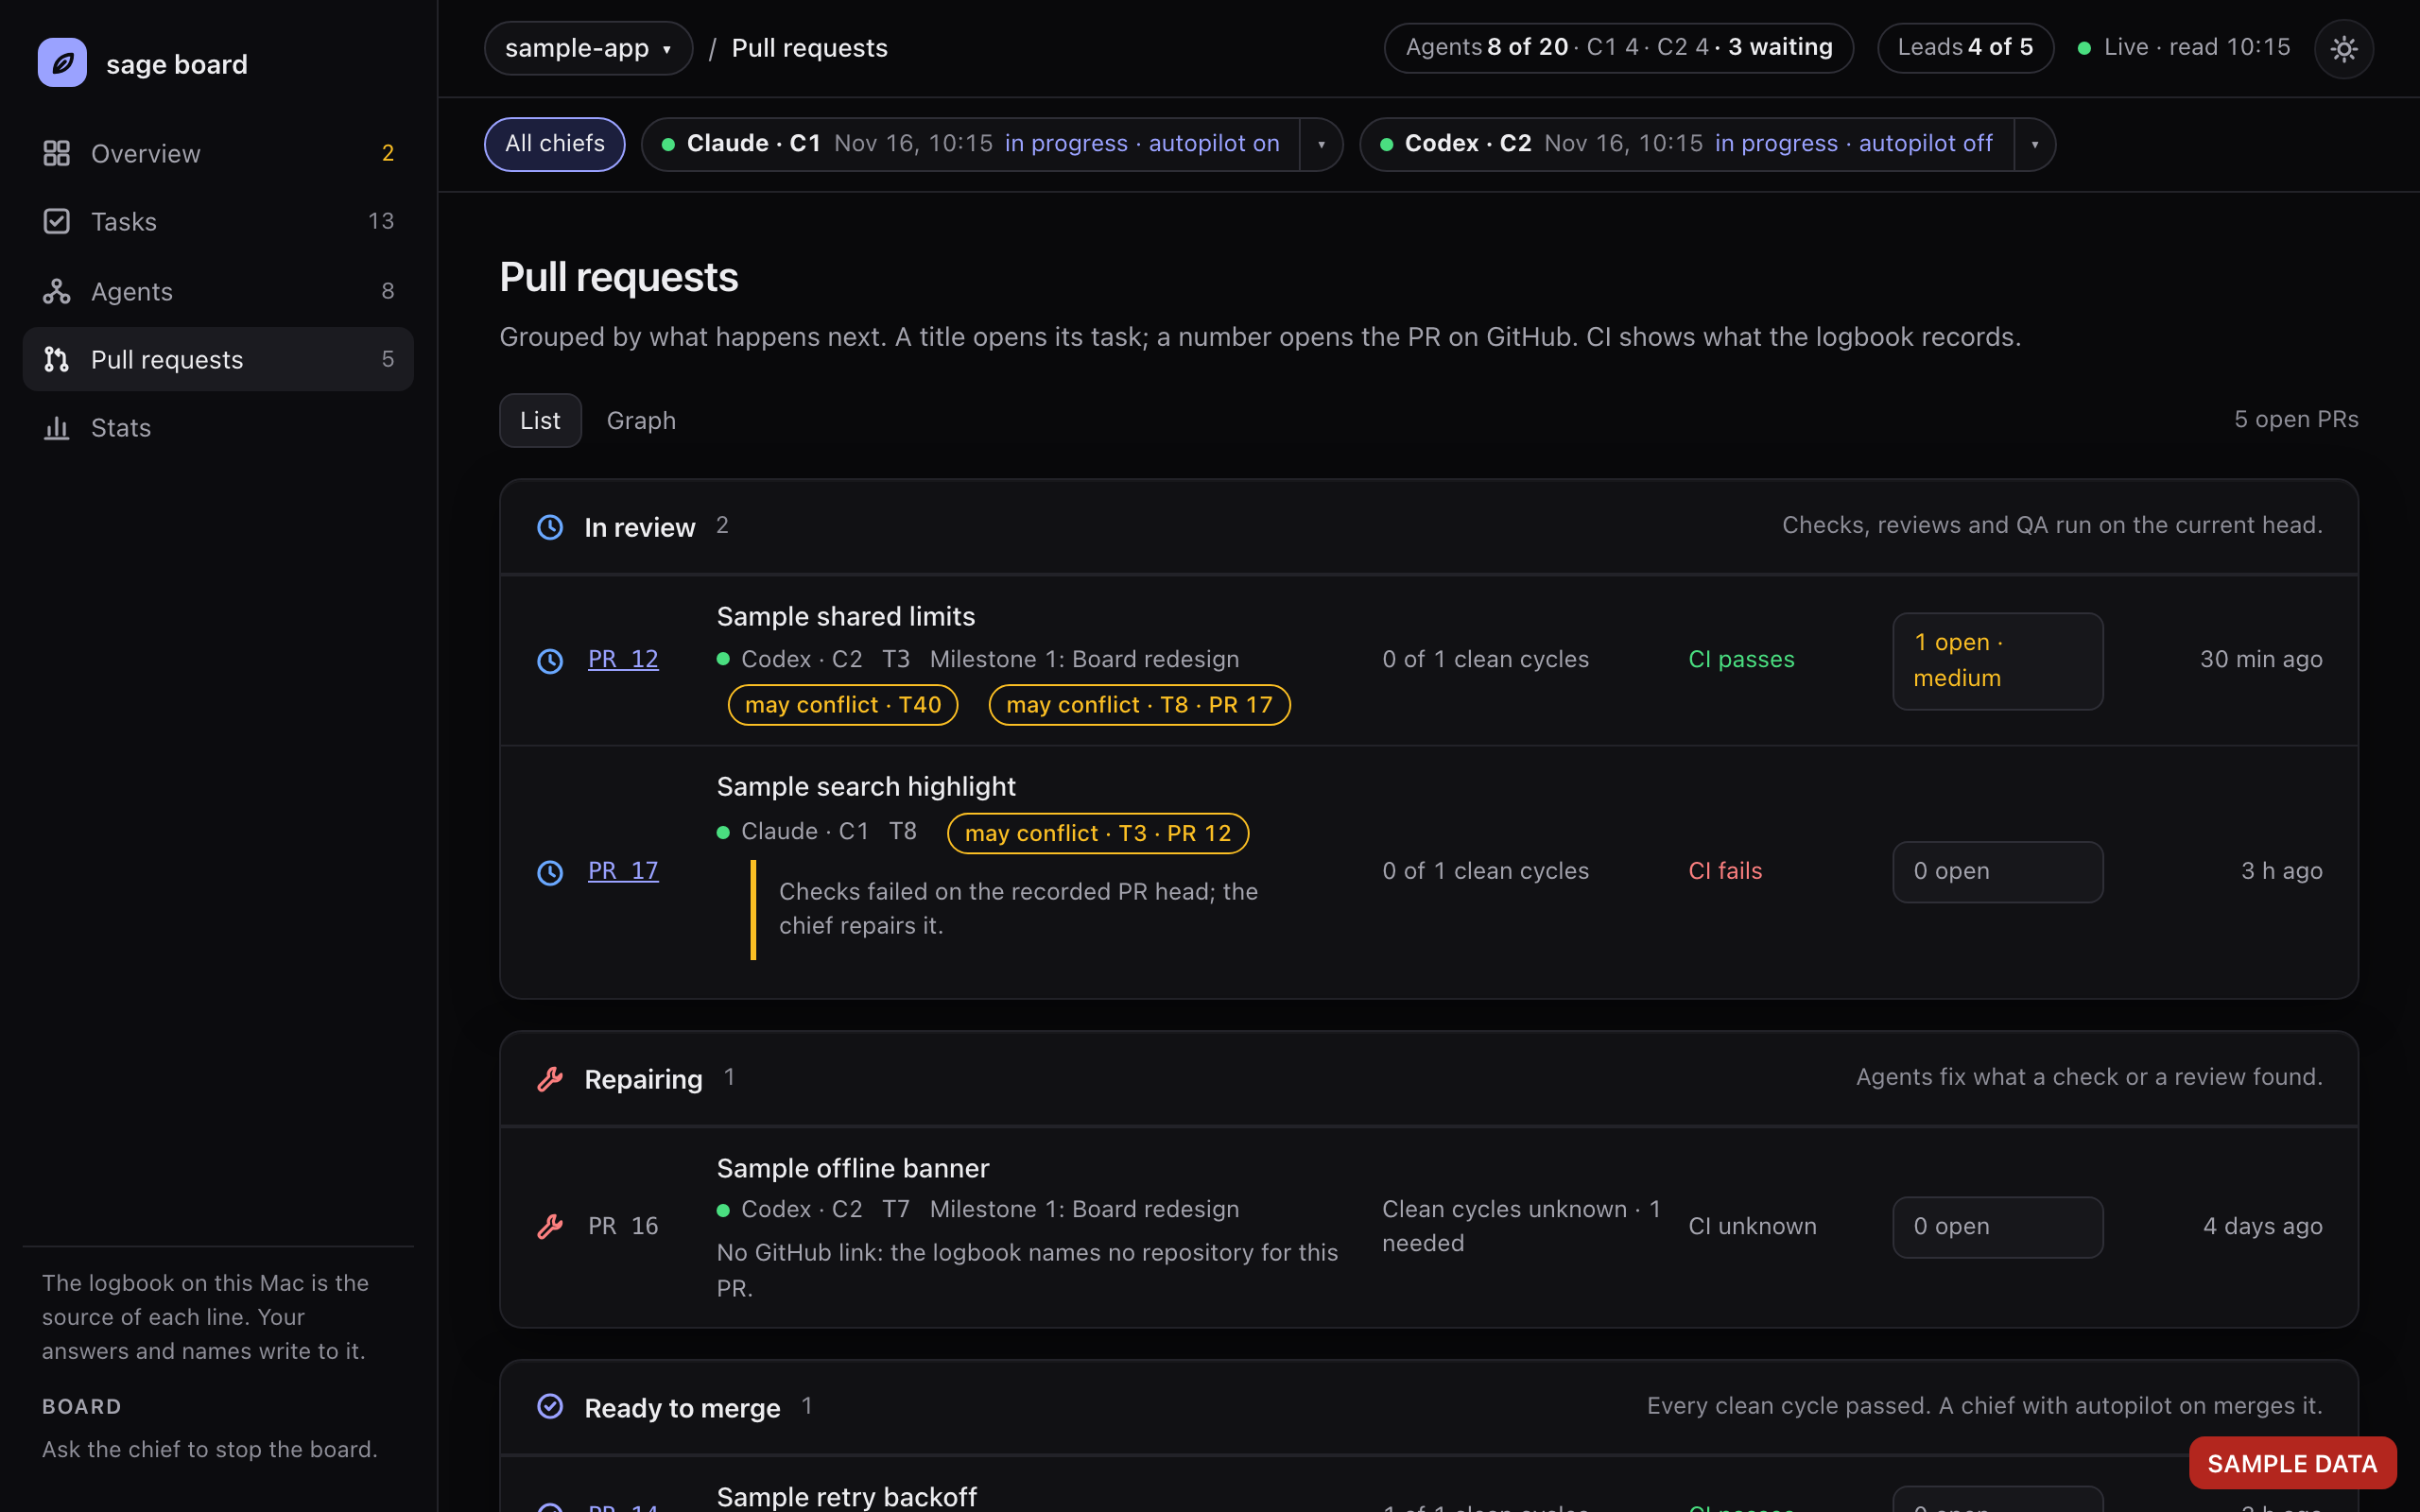 sage board
Overview 2
Tasks 13
Agents 8
Pull requests 5
Stats
The logbook on this Mac is the
source of each line. Your
answers and names write to it.
BOARD
Ask the chief to stop the board.
sample-app ▾ / Pull requests
Agents 8 of 20 · C1 4 · C2 4 · 3 waiting
Leads 4 of 5
Live · read 10:15
All chiefs
Claude · C1 Nov 16, 10:15 in progress · autopilot on ▾
Codex · C2 Nov 16, 10:15 in progress · autopilot off ▾
Pull requests
Grouped by what happens next. A title opens its task; a number opens the PR on GitHub. CI shows what the logbook records.
List Graph 5 open PRs
In review 2 Checks, reviews and QA run on the current head.
Sample shared limits
PR 12 Codex · C2 T3 Milestone 1: Board redesign 0 of 1 clean cycles CI passes 1 open · medium 30 min ago
may conflict · T40 may conflict · T8 · PR 17
Sample search highlight
Claude · C1 T8 may conflict · T3 · PR 12
PR 17 0 of 1 clean cycles CI fails 0 open 3 h ago
Checks failed on the recorded PR head; the
chief repairs it.
Repairing 1 Agents fix what a check or a review found.
Sample offline banner
Codex · C2 T7 Milestone 1: Board redesign
PR 16 Clean cycles unknown · 1 needed CI unknown 0 open 4 days ago
No GitHub link: the logbook names no repository for this
PR.
Ready to merge 1 Every clean cycle passed. A chief with autopilot on merges it.
Sample retry backoff
SAMPLE DATA